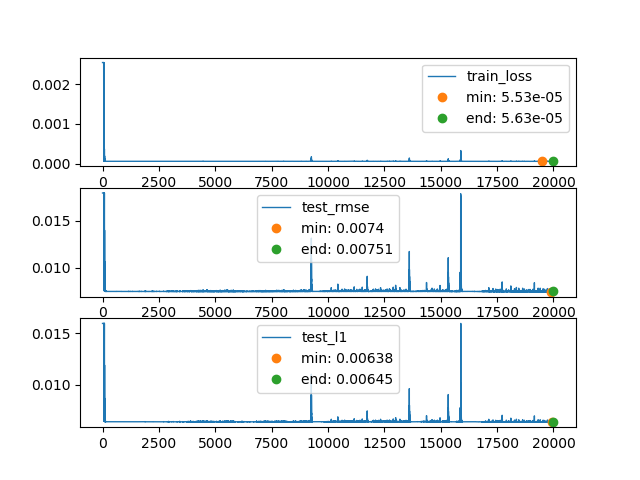 0.002
0.001
0.000
train_loss
min: 5.53e-05
end: 5.63e-05
0 2500 5000 7500 10000 12500 15000 17500 20000
0.015
0.010
test_rmse
min: 0.0074
end: 0.00751
0 2500 5000 7500 10000 12500 15000 17500 20000
0.015
0.010
test_l1
min: 0.00638
end: 0.00645
0 2500 5000 7500 10000 12500 15000 17500 20000